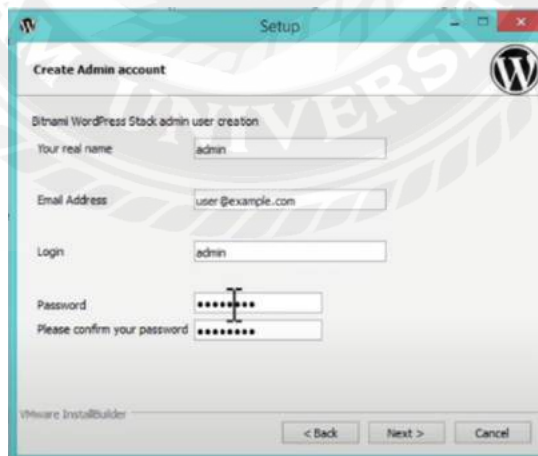 Setup
Create Admin account
Bitnami WordPress Stack admin user creation
Your real name admin
Email Address user@example.com
Login admin
Password ••••••••
Please confirm your password ••••••••
VMware InstallBuilder
< Back Next > Cancel
UNIVERSI